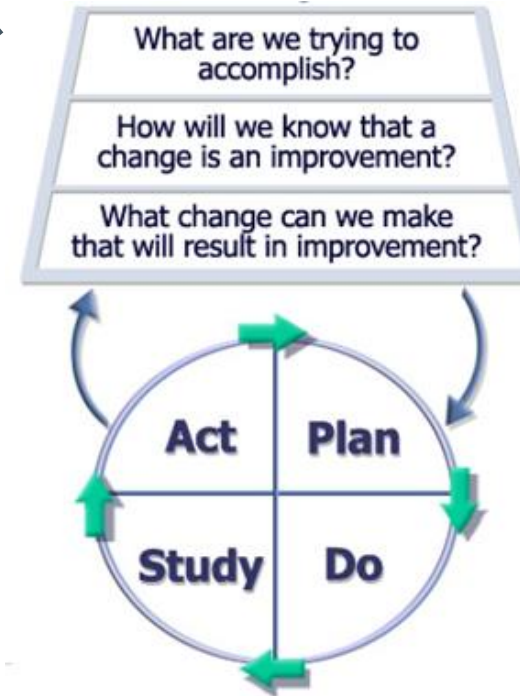 What are we trying to
accomplish?
How will we know that a
change is an improvement?
What change can we make
that will result in improvement?
Act
Plan
Study
Do